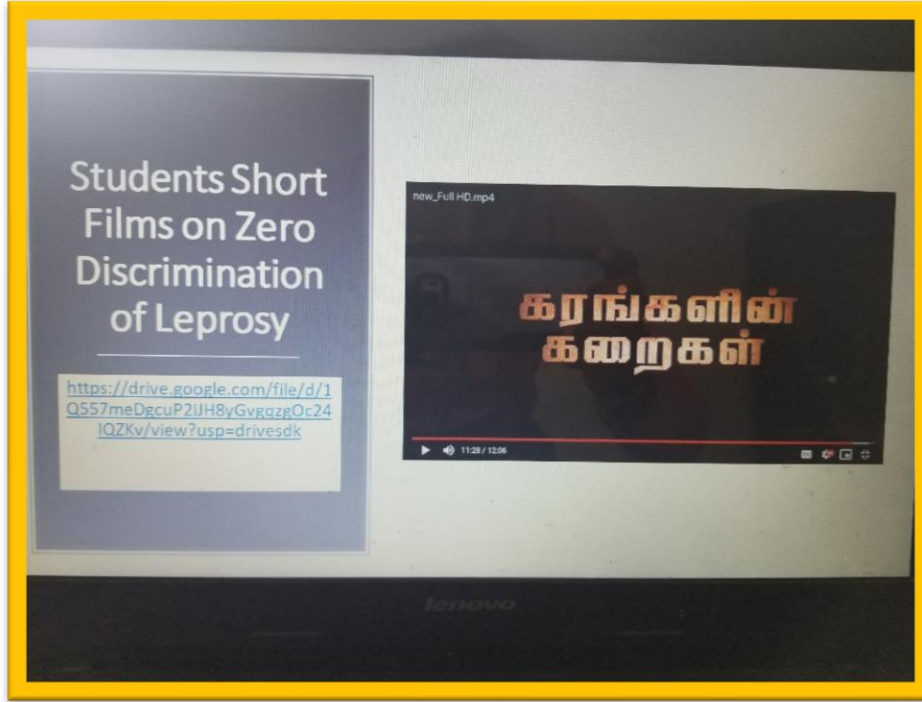 Students Short
Films on Zero
Discrimination
of Leprosy
https://drive.google.com/file/d/1
QS57meDgcuP2iJH8yGvgqzgOc24
IQZKv/view?usp=drivesdk
new_Full HD.mp4
கரங்களின்
கறைகள்
11:28 / 12:06
lenovo